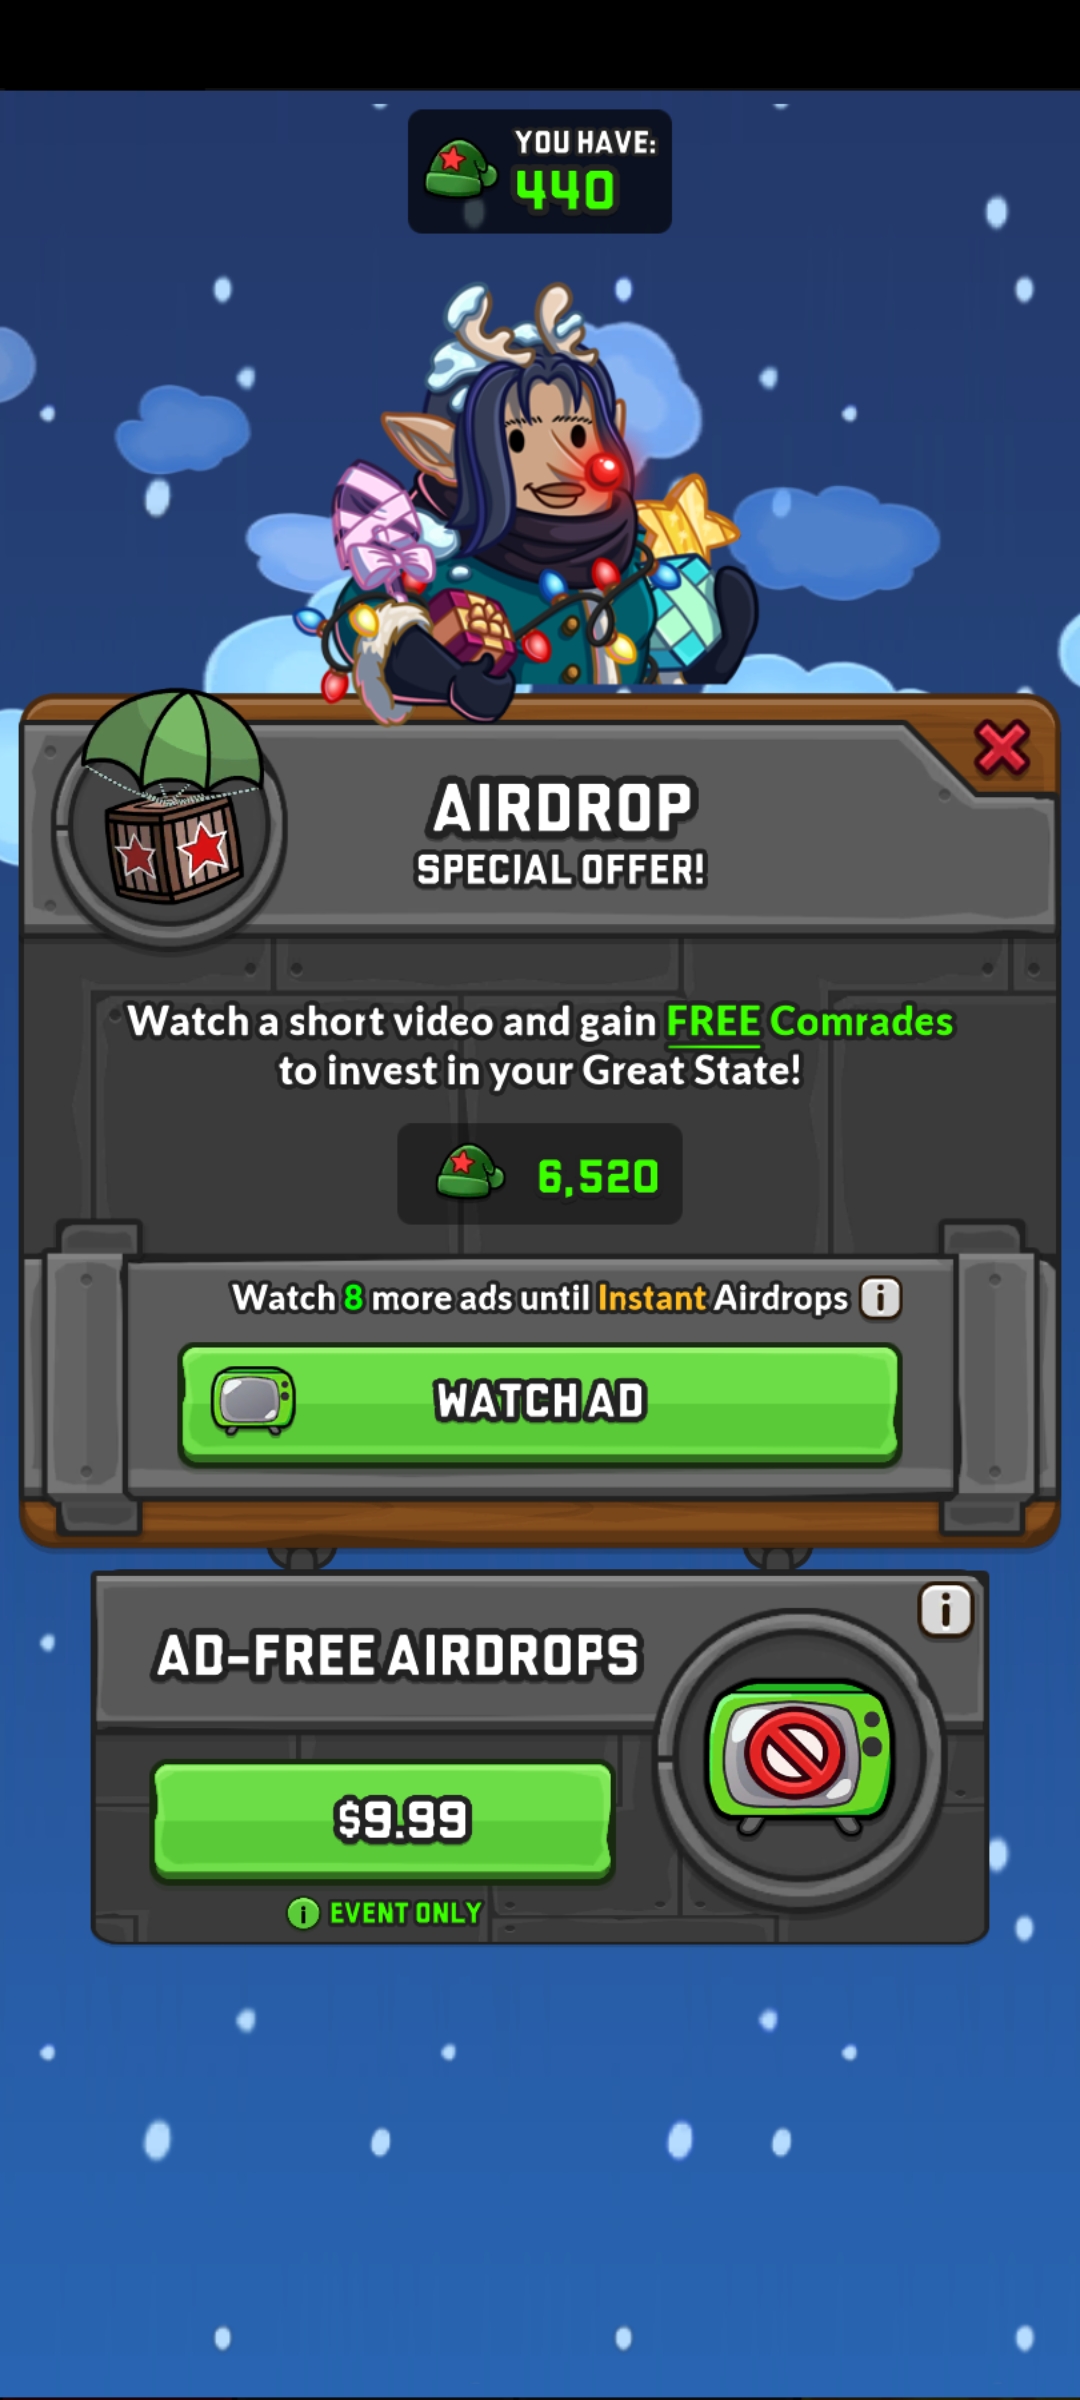 YOU HAVE:
440
AIRDROP
SPECIAL OFFER!
Watch a short video and gain FREE Comrades
to invest in your Great State!
6,520
Watch 8 more ads until Instant Airdrops i
WATCH AD
i
AD-FREE AIRDROPS
$9.99
i EVENT ONLY